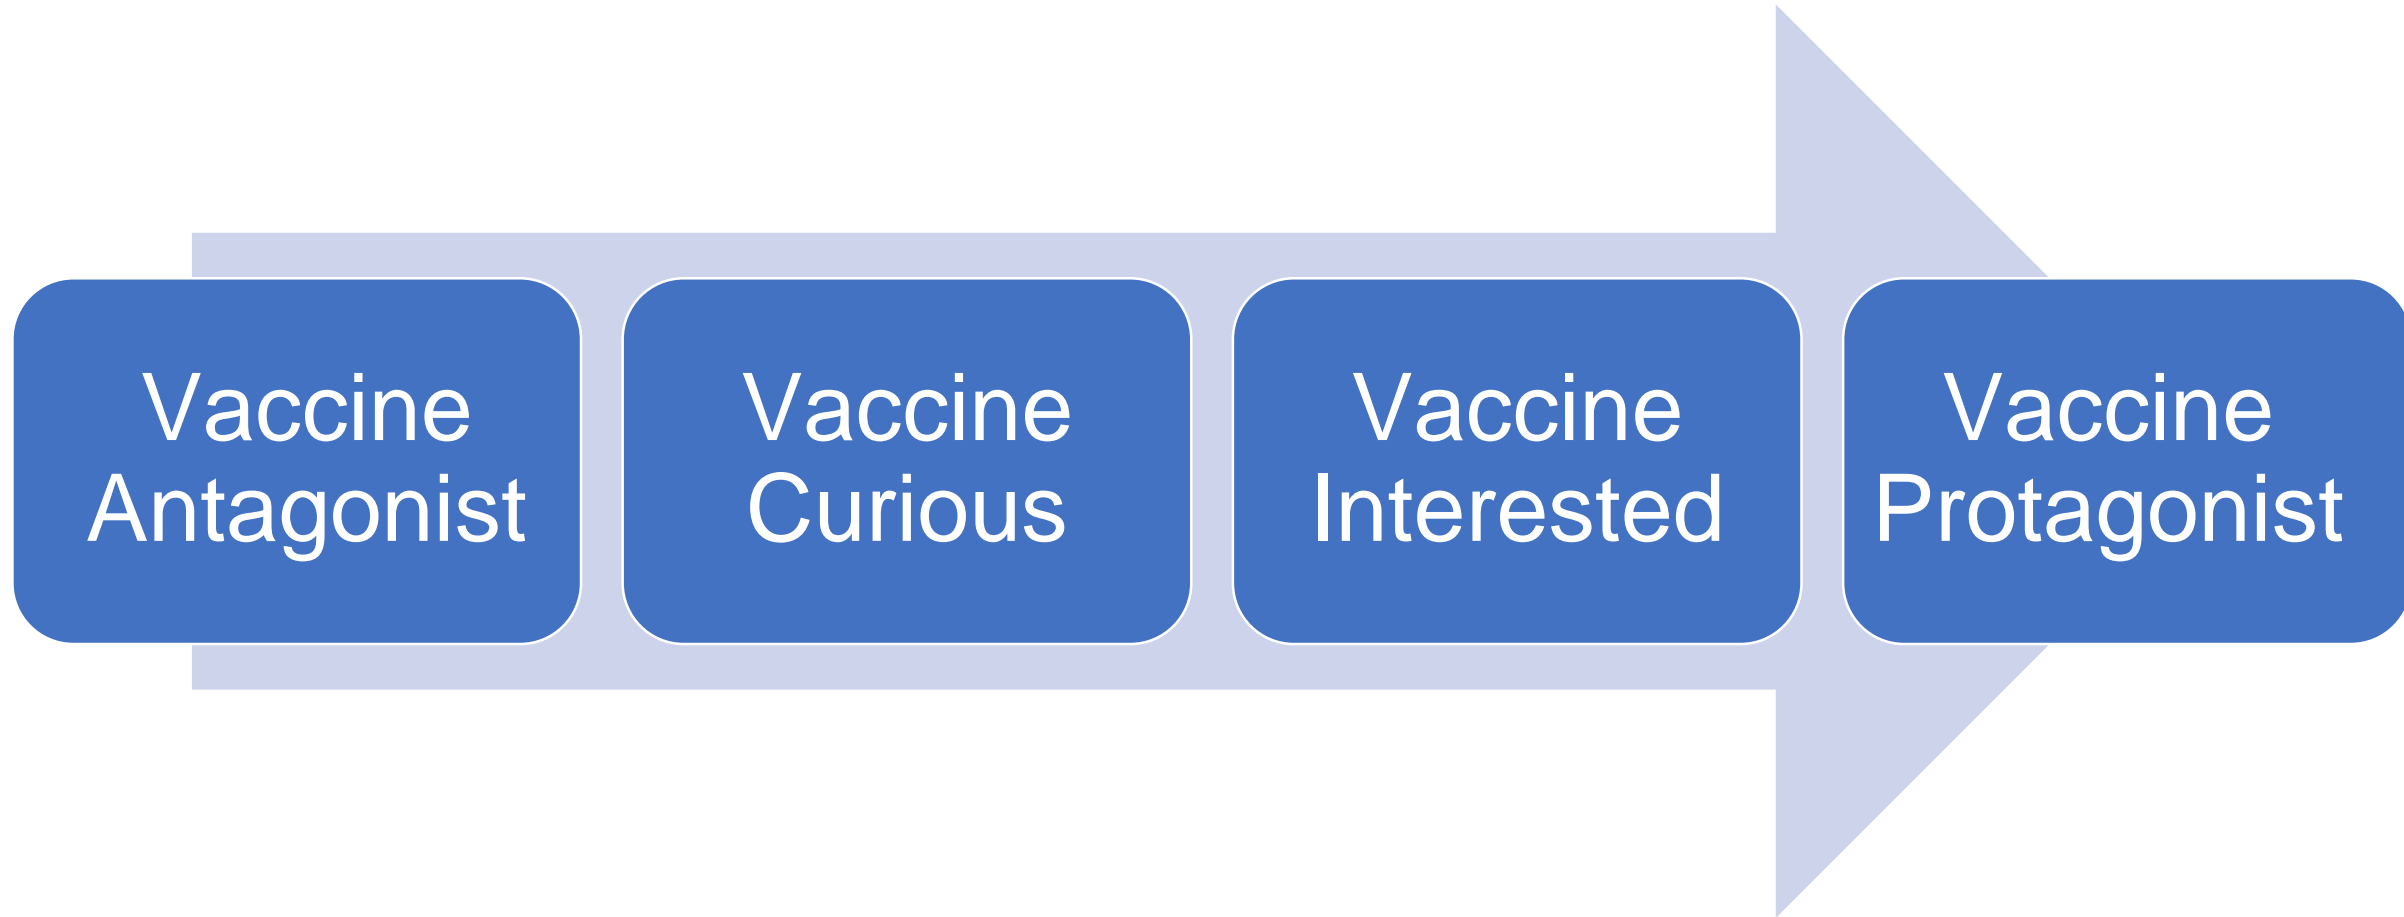 Vaccine
Antagonist
Vaccine
Curious
Vaccine
Interested
Vaccine
Protagonist